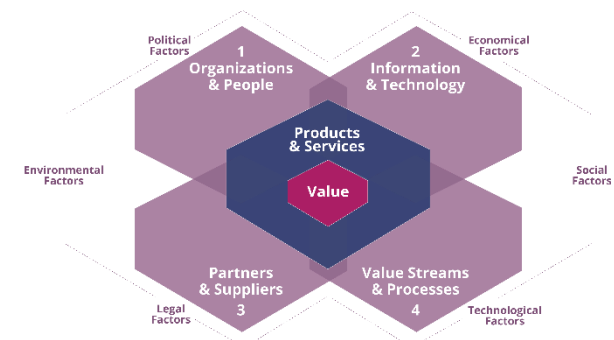 Political
Factors
Economical
Factors
1
Organizations
& People
2
Information
& Technology
Products
& Services
Environmental
Factors
Value
Social
Factors
Partners
& Suppliers
3
Value Streams
& Processes
4
Legal
Factors
Technological
Factors